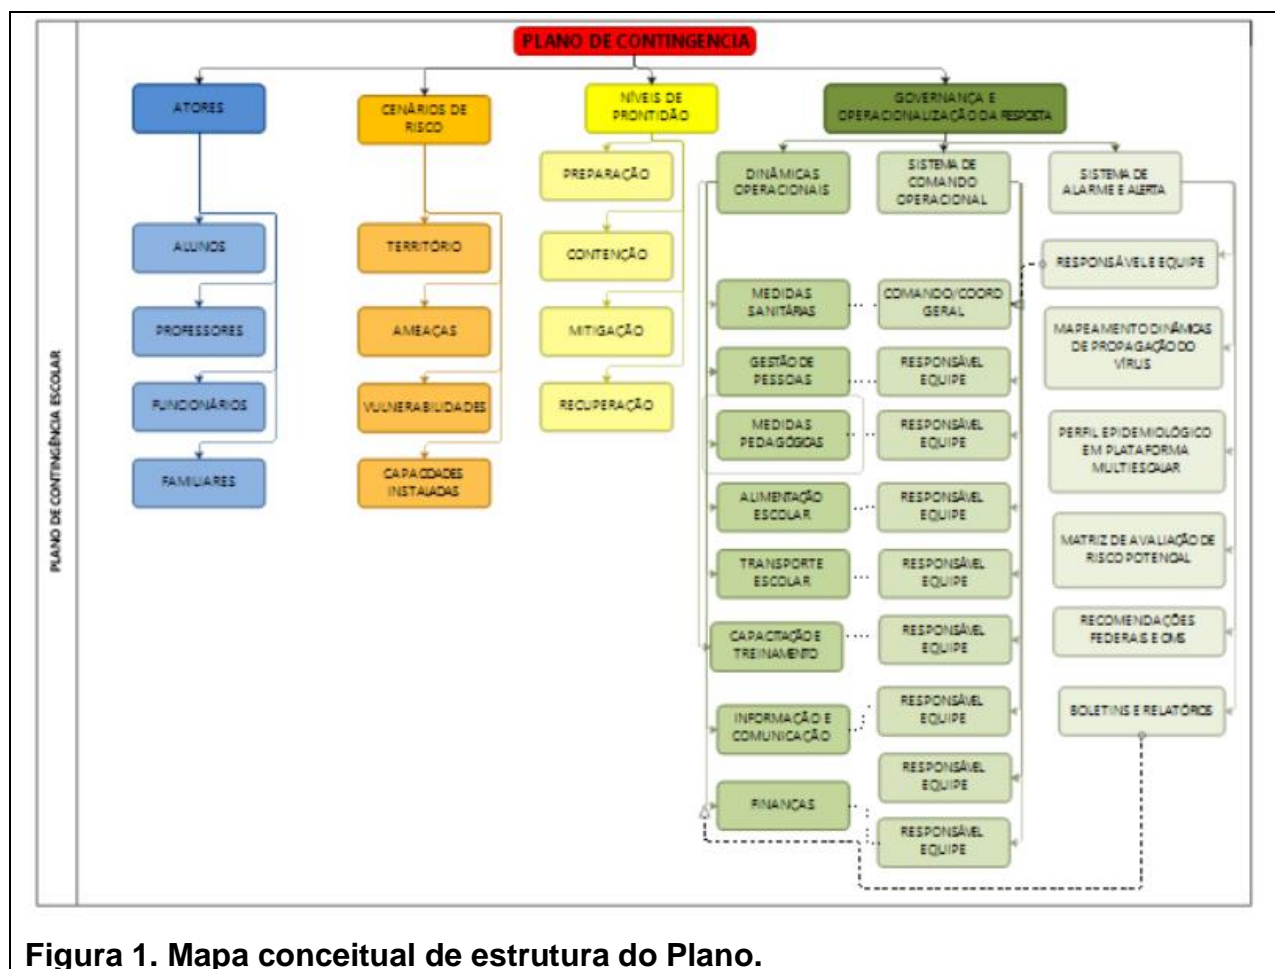 PLANO DE CONTINGENCIA
PLANO DE CONTINGÊNCIA ESCOLAR
ATORES
ALUNOS
PROFESSORES
FUNCIONÁRIOS
FAMILIARES
CENÁRIOS DE
RISCO
TERRITÓRIO
AMEAÇAS
VULNERABILIDADES
CAPACIDADES
INSTALADAS
NÍVEIS DE
PRONTIDÃO
PREPARAÇÃO
CONTENÇÃO
MITIGAÇÃO
RECUPERAÇÃO
GOVERNANÇA E
OPERACIONALIZAÇÃO DA RESPOSTA
DINÂMICAS
OPERACIONAIS
MEDIDAS
SANITÁRIAS
GESTÃO DE
PESSOAS
MEDIDAS
PEDAGÓGICAS
ALIMENTAÇÃO
ESCOLAR
TRANSPORTE
ESCOLAR
CAPACITAÇÃO E
TREINAMENTO
INFORMAÇÃO E
COMUNICAÇÃO
FINANÇAS
SISTEMA DE
COMANDO
OPERACIONAL
COMANDO/COORD
GERAL
RESPONSÁVEL
EQUIPE
RESPONSÁVEL
EQUIPE
RESPONSÁVEL
EQUIPE
RESPONSÁVEL
EQUIPE
RESPONSÁVEL
EQUIPE
RESPONSÁVEL
EQUIPE
RESPONSÁVEL
EQUIPE
RESPONSÁVEL
EQUIPE
SISTEMA DE
ALARME E ALERTA
RESPONSÁVEL E EQUIPE
MAPEAMENTO DINÂMICAS
DE PROPAGAÇÃO DO
VÍRUS
PERFIL EPIDEMIOLÓGICO
EM PLATAFORMA
MULTIESCALAR
MATRIZ DE AVALIAÇÃO DE
RISCO POTENCAL
RECOMENDAÇÕES
FEDERAIS E OMS
BOLETINS E RELATÓRIOS
Figura 1. Mapa conceitual de estrutura do Plano.